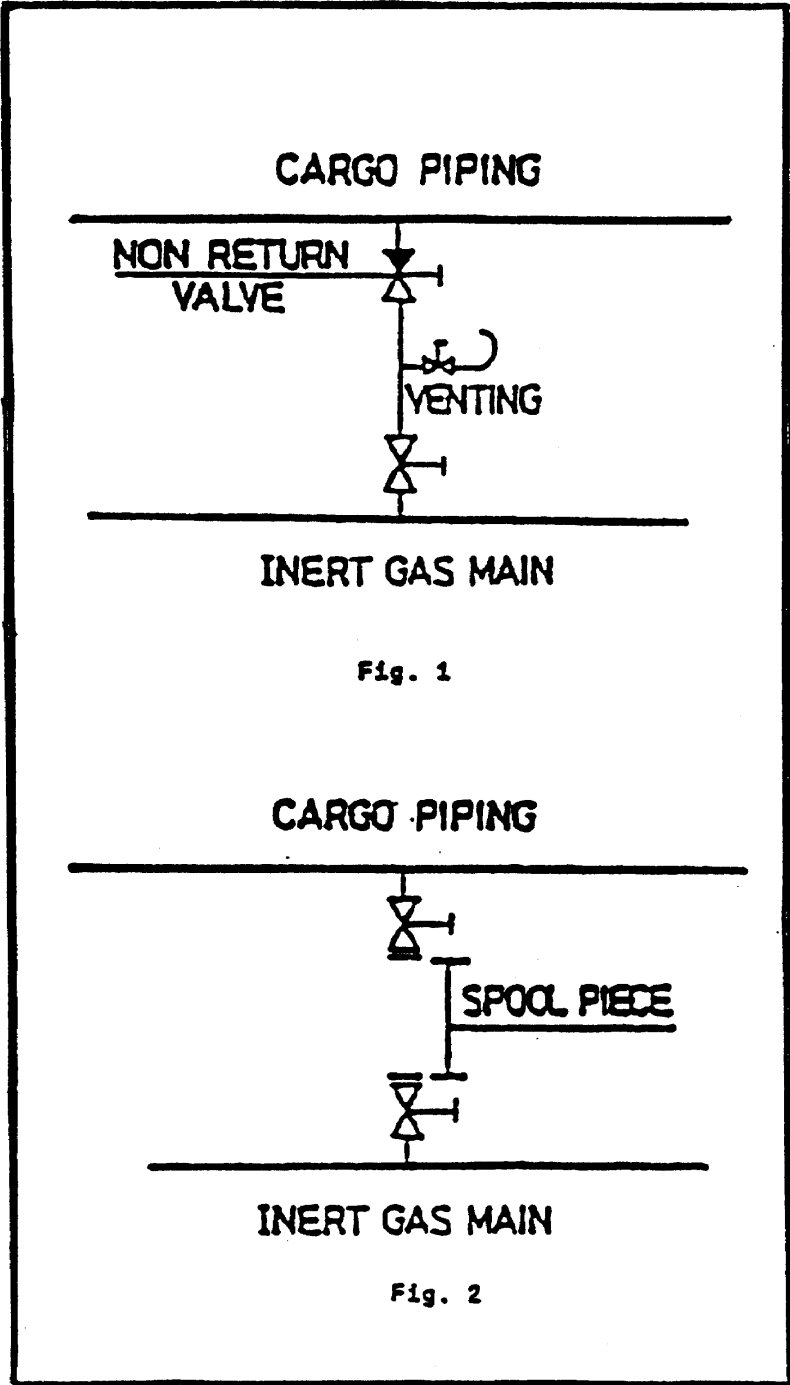 CARGO PIPING
NON RETURN
VALVE
VENTING
INERT GAS MAIN
Fig. 1
CARGO PIPING
SPOOL PIECE
INERT GAS MAIN
Fig. 2